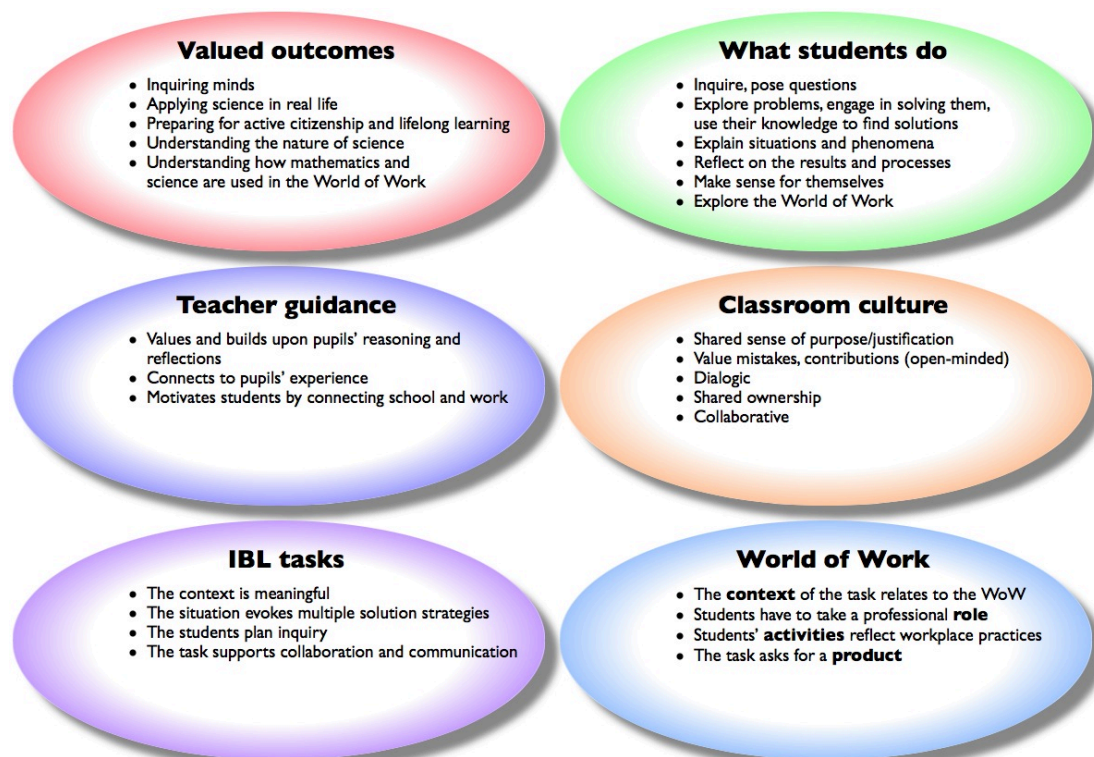 Valued outcomes
• Inquiring minds
• Applying science in real life
• Preparing for active citizenship and lifelong learning
• Understanding the nature of science
• Understanding how mathematics and
science are used in the World of Work
What students do
• Inquire, pose questions
• Explore problems, engage in solving them,
use their knowledge to find solutions
• Explain situations and phenomena
• Reflect on the results and processes
• Make sense for themselves
• Explore the World of Work
Teacher guidance
• Values and builds upon pupils’ reasoning and
reflections
• Connects to pupils’ experience
• Motivates students by connecting school and work
Classroom culture
• Shared sense of purpose/justification
• Value mistakes, contributions (open-minded)
• Dialogic
• Shared ownership
• Collaborative
IBL tasks
• The context is meaningful
• The situation evokes multiple solution strategies
• The students plan inquiry
• The task supports collaboration and communication
World of Work
• The context of the task relates to the WoW
• Students have to take a professional role
• Students’ activities reflect workplace practices
• The task asks for a product